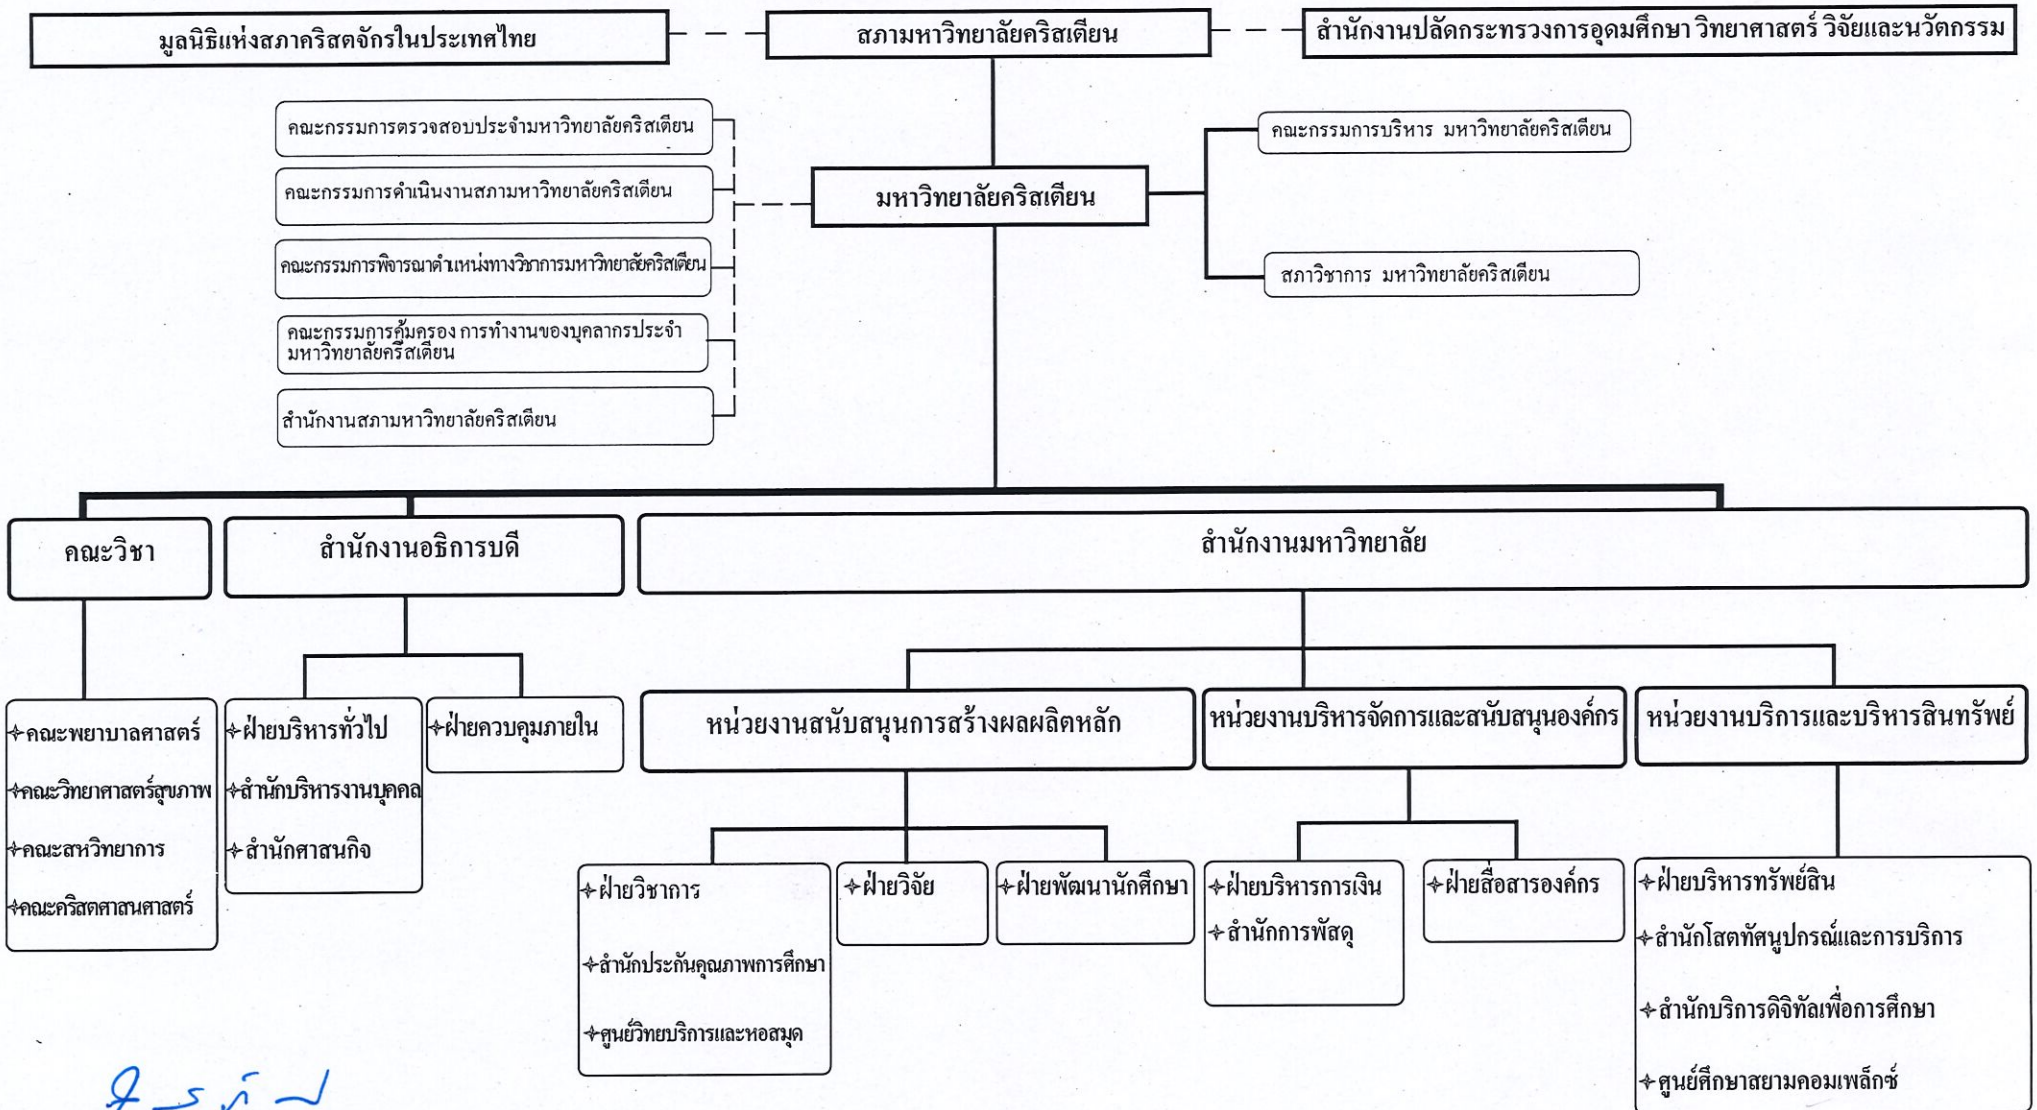 มูลนิธิแห่งสภาคริสตจักรในประเทศไทย
สภามหาวิทยาลัยคริสเตียน
สำนักงานปลัดกระทรวงการอุดมศึกษา วิทยาศาสตร์ วิจัยและนวัตกรรม
คณะกรรมการตรวจสอบประจำมหาวิทยาลัยคริสเตียน
คณะกรรมการดำเนินงานสภามหาวิทยาลัยคริสเตียน
คณะกรรมการพิจารณาตำแหน่งทางวิชาการมหาวิทยาลัยคริสเตียน
คณะกรรมการคุ้มครอง การทำงานของบุคลากรประจำ
มหาวิทยาลัยคริสเตียน
สำนักงานสภามหาวิทยาลัยคริสเตียน
มหาวิทยาลัยคริสเตียน
คณะกรรมการบริหาร มหาวิทยาลัยคริสเตียน
สภาวิชาการ มหาวิทยาลัยคริสเตียน
คณะวิชา
สำนักงานอธิการบดี
สำนักงานมหาวิทยาลัย
คณะพยาบาลศาสตร์
คณะวิทยาศาสตร์สุขภาพ
คณะสหวิทยาการ
คณะคริสตศาสนศาสตร์
ฝ่ายบริหารทั่วไป
สำนักบริหารงานบุคคล
สำนักศาสนกิจ
ฝ่ายควบคุมภายใน
หน่วยงานสนับสนุนการสร้างผลผลิตหลัก
หน่วยงานบริหารจัดการและสนับสนุนองค์กร
หน่วยงานบริการและบริหารสินทรัพย์
ฝ่ายวิชาการ
สำนักประกันคุณภาพการศึกษา
ศูนย์วิทยบริการและหอสมุด
ฝ่ายวิจัย
ฝ่ายพัฒนานักศึกษา
ฝ่ายบริหารการเงิน
สำนักการพัสดุ
ฝ่ายสื่อสารองค์กร
ฝ่ายบริหารทรัพย์สิน
สำนักโสตทัศนูปกรณ์และการบริการ
สำนักบริการดิจิทัลเพื่อการศึกษา
ศูนย์ศึกษาสยามคอมเพล็กซ์